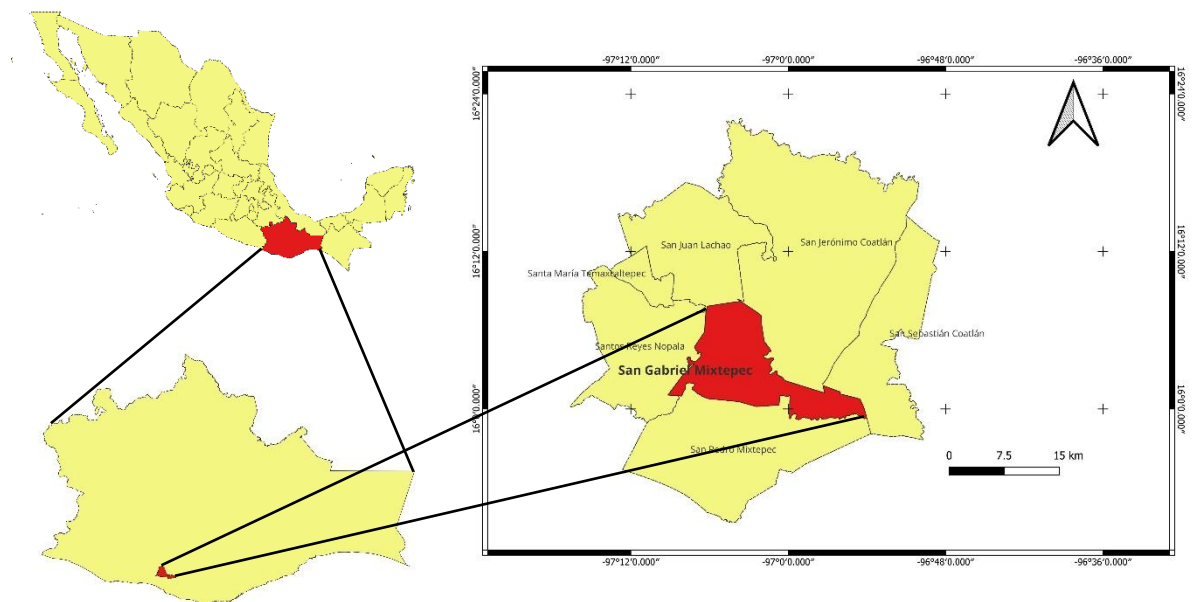 -97°12'0.000"
-97°0'0.000"
-96°48'0.000"
-96°36'0.000"
16°24'0.000"
16°24'0.000"
San Juan Lachao
San Jerónimo Coatlán
16°12'0.000"
16°12'0.000"
Santa María Temaxcaltepec
San Sebastián Coatlán
Santos Reyes Nopala
San Gabriel Mixtepec
16°0'0.000"
16°0'0.000"
San Pedro Mixtepec
0 7.5 15 km
-97°12'0.000"
-97°0'0.000"
-96°48'0.000"
-96°36'0.000"